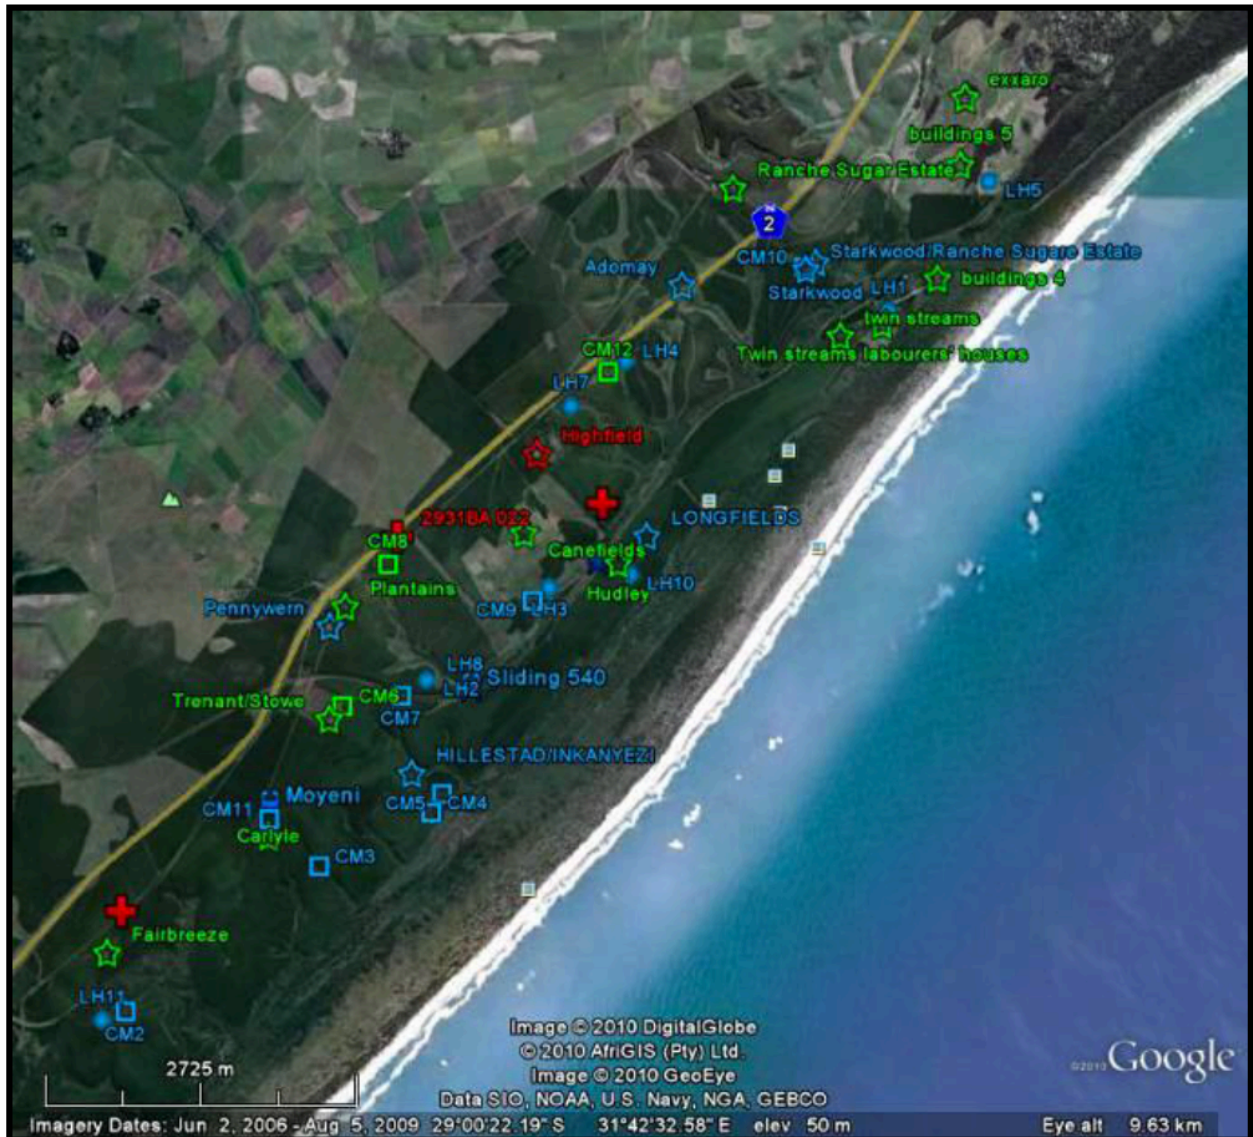 exxaro
buildings 5
Ranche Sugar Estate
LH5
N
2
CM10
Starkwood/Ranche Sugare Estate
Adomay
Starkwood
LH1
buildings 4
twin streams
Twin streams labourers' houses
CM12
LH4
LH7
Highfield
2931BA 022
LONGFIELDS
CM8
Canefields
Plantains
LH10
Hudley
CM9
LH3
Pennywern
LH8
Sliding 540
LH2
Trenant/Stowe
CM6
CM7
HILLESTAD/INKANYEZI
Moyeni
CM5
CM4
CM11
Carlyle
CM3
Fairbreeze
LH11
CM2
2725 m
Image © 2010 DigitalGlobe
© 2010 AfriGIS (Pty) Ltd.
Image © 2010 GeoEye
Data SIO, NOAA, U.S. Navy, NGA, GEBCO
©2010 Google
Imagery Dates: Jun 2, 2006 - Aug 5, 2009 29°00'22.19" S 31°42'32.58" E elev 50 m Eye alt 9.63 km